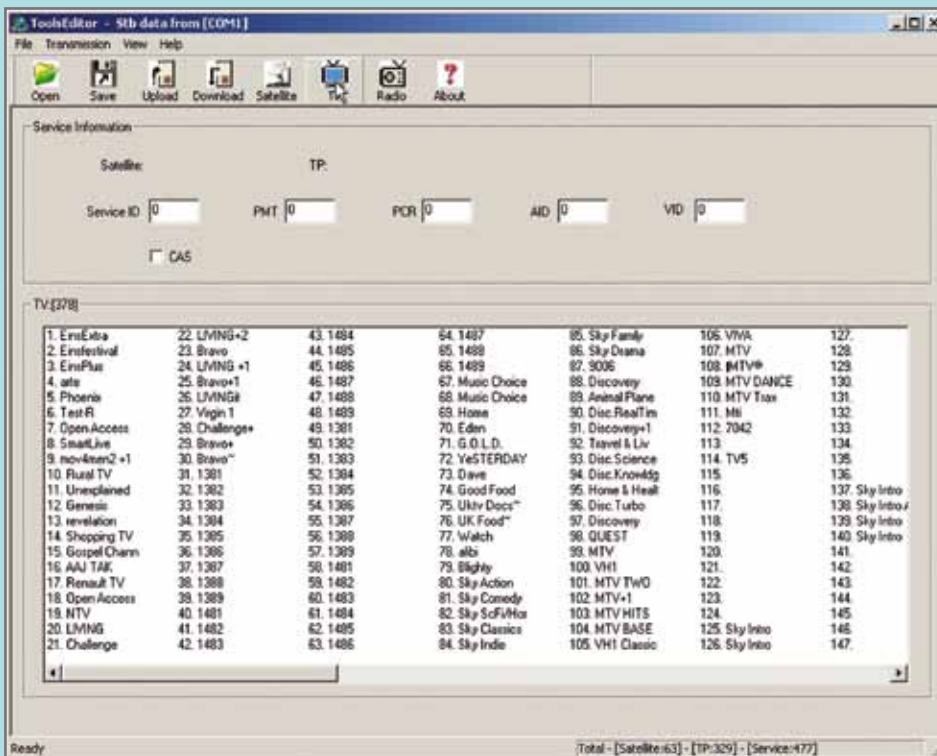 ToolsEditor - Stb data from [COM1]
File Transmission View Help
Open Save Upload Download Satellite TV Radio About
Service Information
Satellite: TP:
Service ID 0 PMT 0 PCR 0 AID 0 VID 0
CAS
TV:[378]
1. EinsExtra
2. Einsfestival
3. EinsPlus
4. arte
5. Phoenix
6. Test-R
7. Open Access
8. SmartLive
9. mov4men2 +1
10. Rural TV
11. Unexplained
12. Genesis
13. revelation
14. Shopping TV
15. Gospel Chann
16. AAJ TAK
17. Renault TV
18. Open Access
19. NTV
20. LIVING
21. Challenge
22. LIVING+2
23. Bravo
24. LIVING +1
25. Bravo+1
26. LIVINGit
27. Virgin 1
28. Challenge+
29. Bravo+
30. Bravo~
31. 1381
32. 1382
33. 1383
34. 1384
35. 1385
36. 1386
37. 1387
38. 1388
39. 1389
40. 1481
41. 1482
42. 1483
43. 1484
44. 1485
45. 1486
46. 1487
47. 1488
48. 1489
49. 1381
50. 1382
51. 1383
52. 1384
53. 1385
54. 1386
55. 1387
56. 1388
57. 1389
58. 1481
59. 1482
60. 1483
61. 1484
62. 1485
63. 1486
64. 1487
65. 1488
66. 1489
67. Music Choice
68. Music Choice
69. Home
70. Eden
71. G.O.L.D.
72. YeSTERDAY
73. Dave
74. Good Food
75. Uktv Docs~
76. UK Food~
77. Watch
78. alibi
79. Blighty
80. Sky Action
81. Sky Comedy
82. Sky SciFi/Hor
83. Sky Classics
84. Sky Indie
85. Sky Family
86. Sky Drama
87. 9006
88. Discovery
89. Animal Plane
90. Disc.RealTim
91. Discovery+1
92. Travel & Liv
93. Disc.Science
94. Disc.Knowldg
95. Home & Healt
96. Disc.Turbo
97. Discovery
98. QUEST
99. MTV
100. VH1
101. MTV TWO
102. MTV+1
103. MTV HITS
104. MTV BASE
105. VH1 Classic
106. VIVA
107. MTV
108.
109. MTV DANCE
110. MTV Trax
111.
112. 7042
113.
114. TV5
115.
116.
117.
118.
119.
120.
121.
122.
123.
124.
125. Sky Intro
126. Sky Intro
127.
128.
129.
130.
131.
132.
133.
134.
135.
136.
137. Sky Intro
138. Sky Intro
139. Sky Intro
140. Sky Intro
141.
142.
143.
144.
145.
146.
147.
Ready Total - [Satellite:63] - [TP:329] - [Service:477]